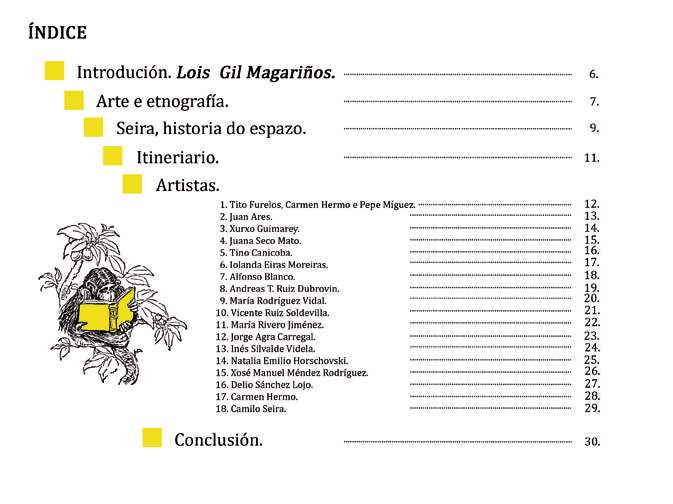 ÍNDICE
Introdución. Lois Gil Magariños. 6.
Arte e etnografía. 7.
Seira, historia do espazo. 9.
Itineriario. 11.
Artistas.
1. Tito Furelos, Carmen Hermo e Pepe Míguez. 12.
2. Juan Ares. 13.
3. Xurxo Guimarey. 14.
4. Juana Seco Mato. 15.
5. Tino Canicoba. 16.
6. Iolanda Eiras Moreiras. 17.
7. Alfonso Blanco. 18.
8. Andreas T. Ruiz Dubrovin. 19.
9. María Rodríguez Vidal. 20.
10. Vicente Ruiz Soldevilla. 21.
11. María Rivero Jiménez. 22.
12. Jorge Agra Carregal. 23.
13. Inés Silvalde Videla. 24.
14. Natalia Emilio Horschovski. 25.
15. Xosé Manuel Méndez Rodríguez. 26.
16. Delio Sánchez Lojo. 27.
17. Carmen Hermo. 28.
18. Camilo Seira. 29.
Conclusión. 30.